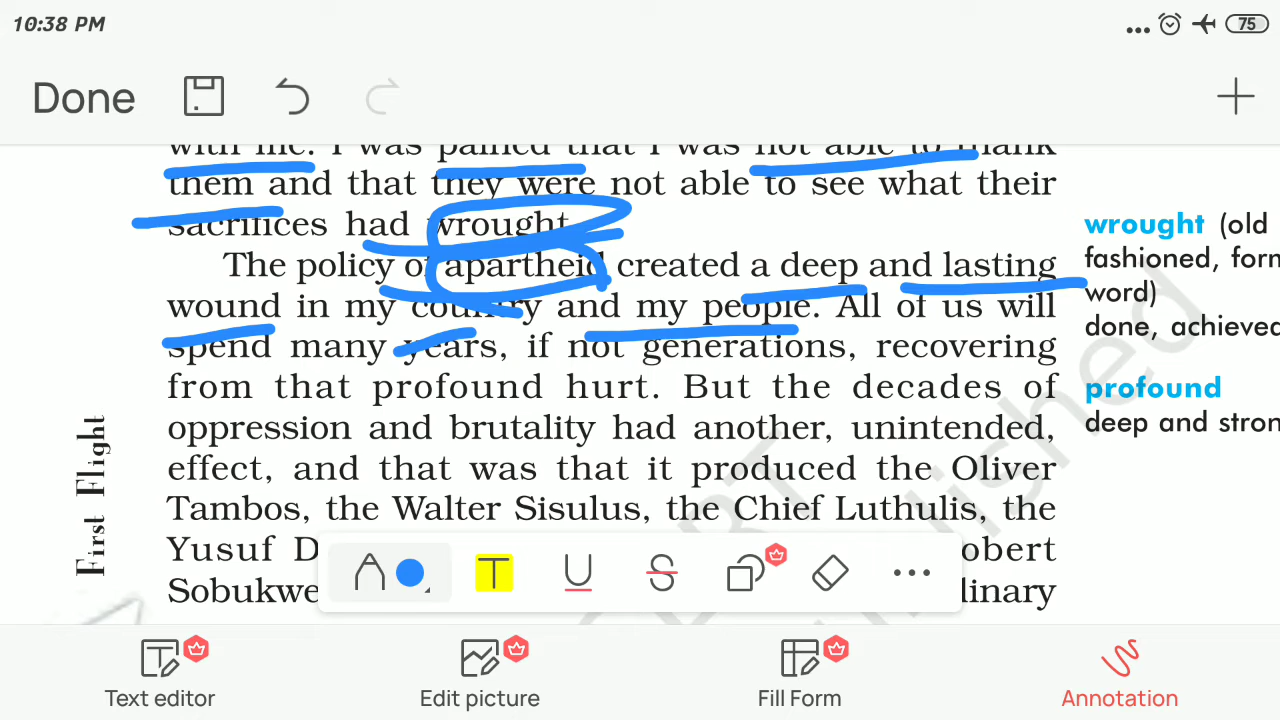 10:38 PM
75
Done
with me. I was pained that I was not able to thank
them and that they were not able to see what their
sacrifices had wrought.
The policy of apartheid created a deep and lasting
wound in my country and my people. All of us will
spend many years, if not generations, recovering
from that profound hurt. But the decades of
oppression and brutality had another, unintended,
effect, and that was that it produced the Oliver
Tambos, the Walter Sisulus, the Chief Luthulis, the
Yusuf D obert
Sobukwe linary
wrought (old
fashioned, form
word)
done, achieved
profound
deep and stron
First Flight
T
U
S
Text editor
Edit picture
Fill Form
Annotation